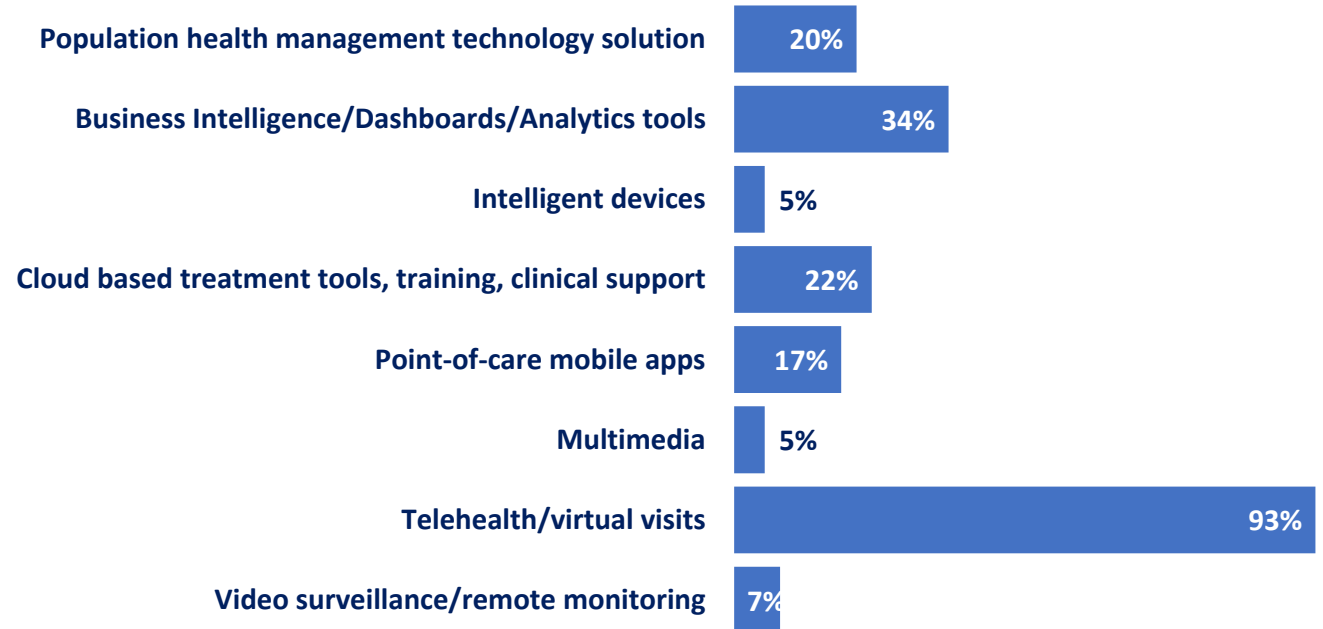 Population health management technology solution 20%
Business Intelligence/Dashboards/Analytics tools 34%
Intelligent devices 5%
Cloud based treatment tools, training, clinical support 22%
Point-of-care mobile apps 17%
Multimedia 5%
Telehealth/virtual visits 93%
Video surveillance/remote monitoring 7%